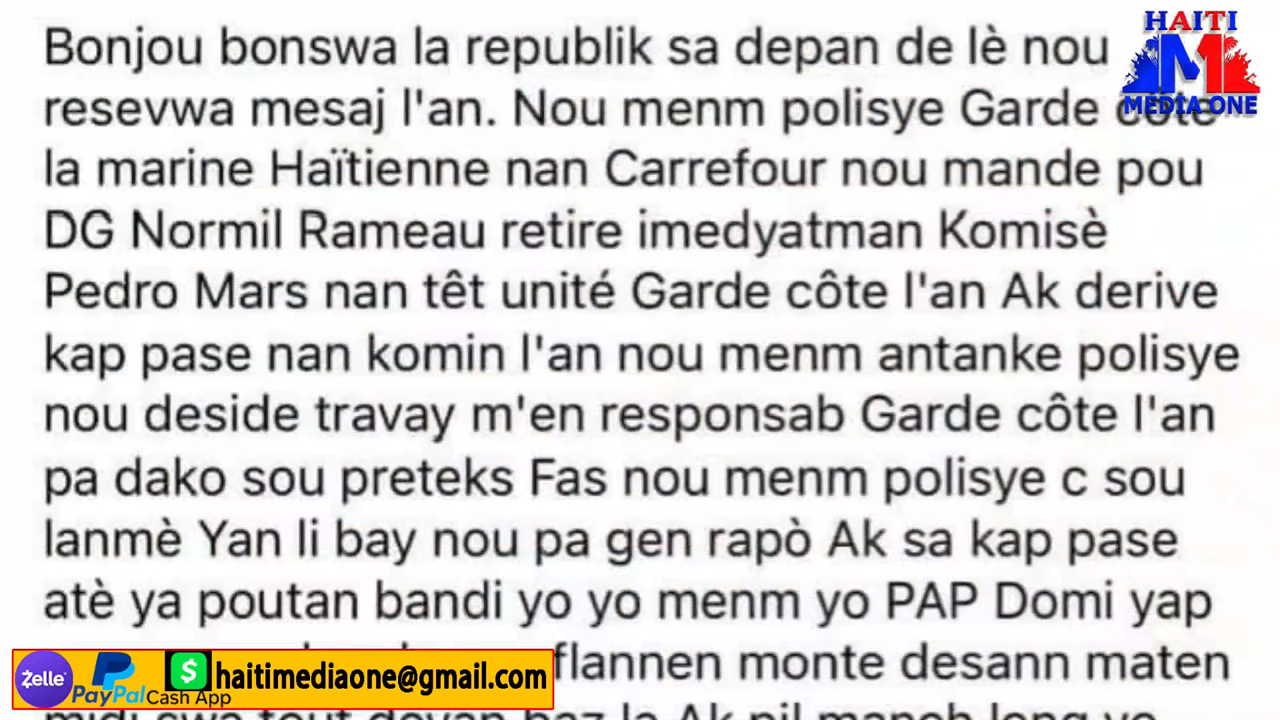 Bonjou bonswa la republik sa depan de lè nou
resevwa mesaj l'an. Nou menm polisye Garde côte
la marine Haïtienne nan Carrefour nou mande pou
DG Normil Rameau retire imedyatman Komisè
Pedro Mars nan têt unité Garde côte l'an Ak derive
kap pase nan komin l'an nou menm antanke polisye
nou deside travay m'en responsab Garde côte l'an
pa dako sou preteks Fas nou menm polisye c sou
lanmè Yan li bay nou pa gen rapò Ak sa kap pase
atè ya poutan bandi yo yo menm yo PAP Domi yap
flannen monte desann maten
HAITI
M
MEDIA ONE
Zelle
PayPal
$
Cash App
haitimediaone@gmail.com